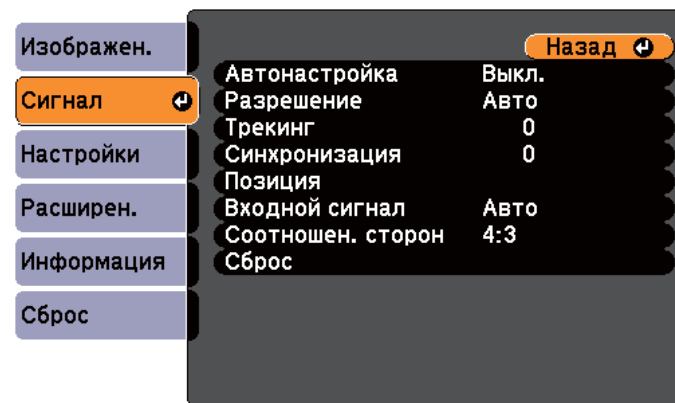 Изображен.
Сигнал
Настройки
Расширен.
Информация
Сброс
Назад
Автонастройка Выкл.
Разрешение Авто
Трекинг 0
Синхронизация 0
Позиция
Входной сигнал Авто
Соотношен. сторон 4:3
Сброс